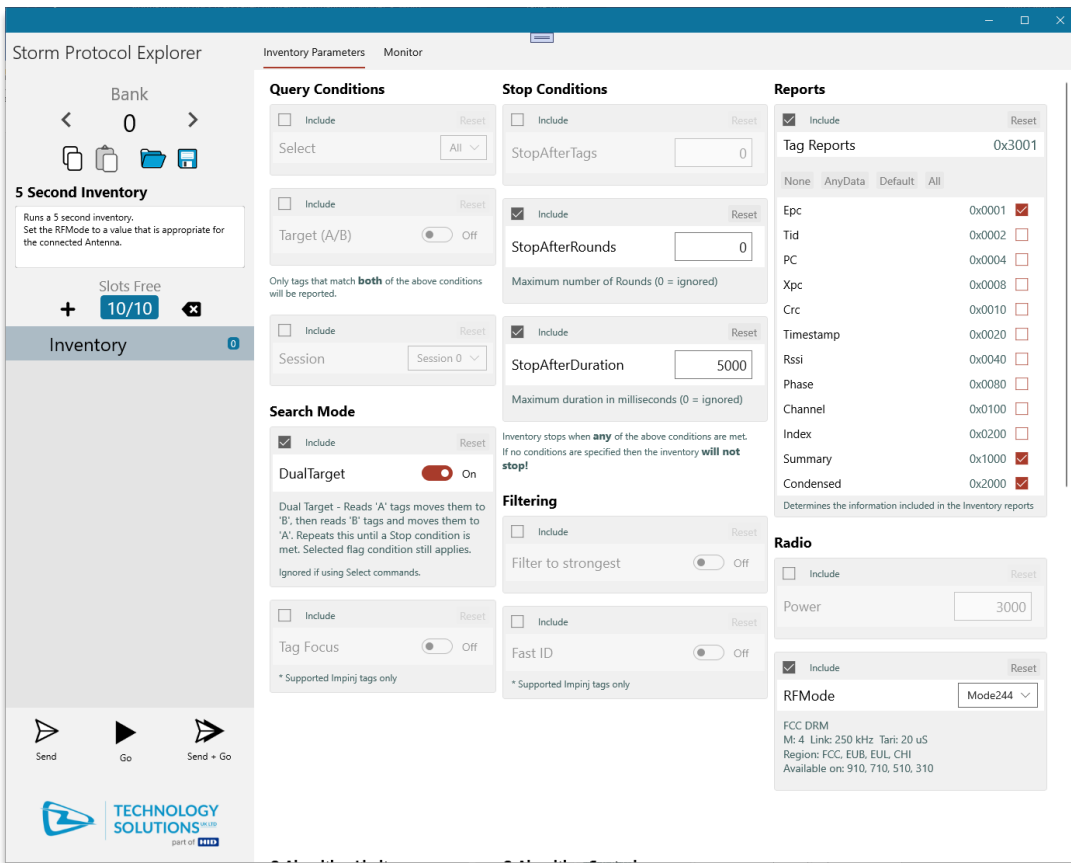 Storm Protocol Explorer
Bank
0
5 Second Inventory
Runs a 5 second inventory.
Set the RFMode to a value that is appropriate for
the connected Antenna.
Slots Free
10/10
Inventory
0
Send
Go
Send + Go
TECHNOLOGY
SOLUTIONS UK LTD
part of HID
Inventory Parameters
Monitor
Query Conditions
Include
Reset
Select
All
Include
Reset
Target (A/B)
Off
Only tags that match both of the above conditions
will be reported.
Include
Reset
Session
Session 0
Search Mode
Include
Reset
DualTarget
On
Dual Target - Reads 'A' tags moves them to
'B', then reads 'B' tags and moves them to
'A'. Repeats this until a Stop condition is
met. Selected flag condition still applies.
Ignored if using Select commands.
Include
Reset
Tag Focus
Off
* Supported Impinj tags only
Stop Conditions
Include
Reset
StopAfterTags
0
Include
Reset
StopAfterRounds
0
Maximum number of Rounds (0 = ignored)
Include
Reset
StopAfterDuration
5000
Maximum duration in milliseconds (0 = ignored)
Inventory stops when any of the above conditions are met.
If no conditions are specified then the inventory will not
stop!
Filtering
Include
Reset
Filter to strongest
Off
Include
Reset
Fast ID
Off
* Supported Impinj tags only
Reports
Include
Reset
Tag Reports
0x3001
None
AnyData
Default
All
Epc 0x0001
Tid 0x0002
PC 0x0004
Xpc 0x0008
Crc 0x0010
Timestamp 0x0020
Rssi 0x0040
Phase 0x0080
Channel 0x0100
Index 0x0200
Summary 0x1000
Condensed 0x2000
Determines the information included in the Inventory reports
Radio
Include
Reset
Power
3000
Include
Reset
RFMode
Mode244
FCC DRM
M: 4 Link: 250 kHz Tari: 20 uS
Region: FCC, EUB, EUL, CHI
Available on: 910, 710, 510, 310